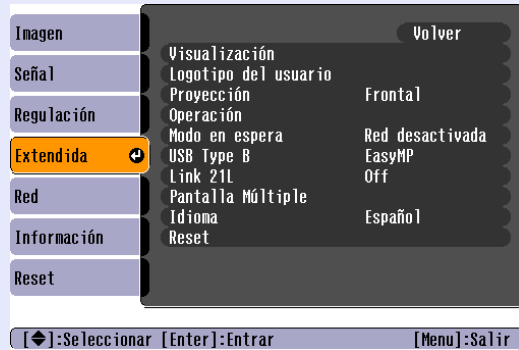 Imagen
Señal
Regulación
Extendida
Red
Información
Reset
Volver
Visualización
Logotipo del usuario
Proyección Frontal
Operación
Modo en espera Red desactivada
USB Type B EasyMP
Link 21L Off
Pantalla Múltiple
Idioma Español
Reset
[◆]:Seleccionar [Enter]:Entrar [Menu]:Salir